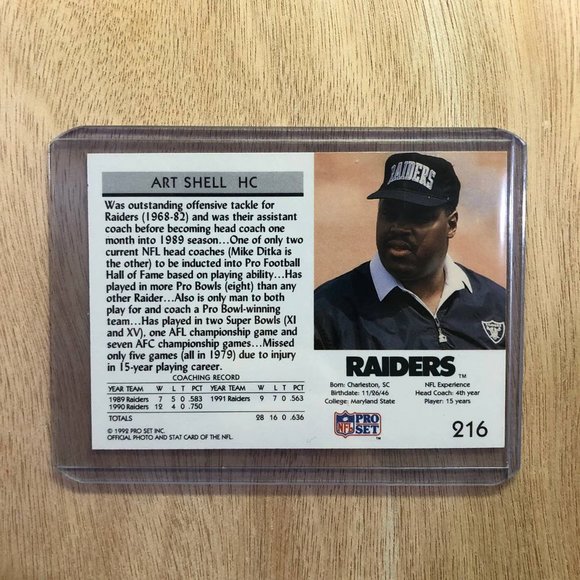 ART SHELL HC
Was outstanding offensive tackle for
Raiders (1968-82) and was their assistant
coach before becoming head coach one
month into 1989 season...One of only two
current NFL head coaches (Mike Ditka is
the other) to be inducted into Pro Football
Hall of Fame based on playing ability...Has
played in more Pro Bowls (eight) than any
other Raider...Also is only man to both
play for and coach a Pro Bowl-winning
team...Has played in two Super Bowls (XI
and XV), one AFL championship game and
seven AFC championship games...Missed
only five games (all in 1979) due to injury
in 15-year playing career.
COACHING RECORD
YEAR TEAM W L T PCT YEAR TEAM W L T PCT
1989 Raiders 7 5 0 .583 1991 Raiders 9 7 0 .563
1990 Raiders 12 4 0 .750
TOTALS 28 16 0 .636
© 1992 PRO SET INC.
OFFICIAL PHOTO AND STAT CARD OF THE NFL.
RAIDERS
RAIDERS TM
Born: Charleston, SC
Birthdate: 11/26/46
College: Maryland State
NFL Experience
Head Coach: 4th year
Player: 15 years
NFL PRO SET TM
216